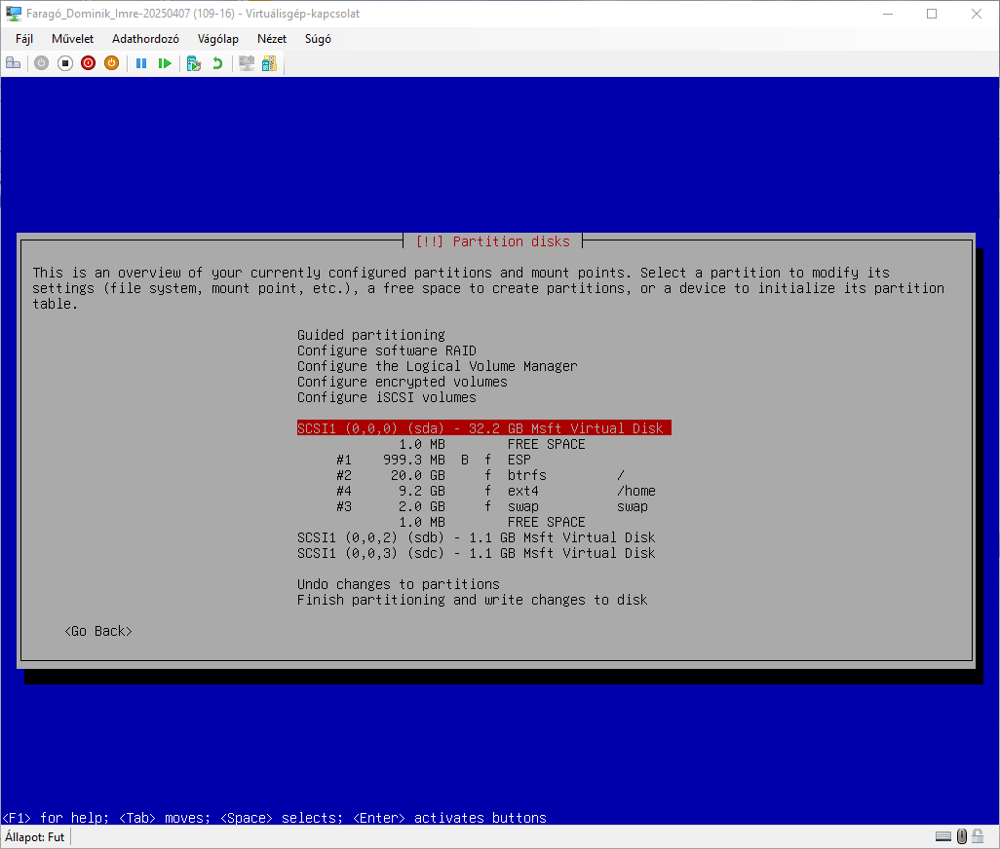 Faragó_Dominik_Imre-20250407 (109-16) - Virtuálisgép-kapcsolat
Fájl Művelet Adathordozó Vágólap Nézet Súgó
[!!] Partition disks
This is an overview of your currently configured partitions and mount points. Select a partition to modify its
settings (file system, mount point, etc.), a free space to create partitions, or a device to initialize its partition
table.
Guided partitioning
Configure software RAID
Configure the Logical Volume Manager
Configure encrypted volumes
Configure iSCSI volumes
SCSI1 (0,0,0) (sda) - 32.2 GB Msft Virtual Disk
1.0 MB FREE SPACE
#1 999.3 MB B f ESP
#2 20.0 GB f btrfs /
#4 9.2 GB f ext4 /home
#3 2.0 GB f swap swap
1.0 MB FREE SPACE
SCSI1 (0,0,2) (sdb) - 1.1 GB Msft Virtual Disk
SCSI1 (0,0,3) (sdc) - 1.1 GB Msft Virtual Disk
Undo changes to partitions
Finish partitioning and write changes to disk
<Go Back>
<F1> for help; <Tab> moves; <Space> selects; <Enter> activates buttons
Állapot: Fut